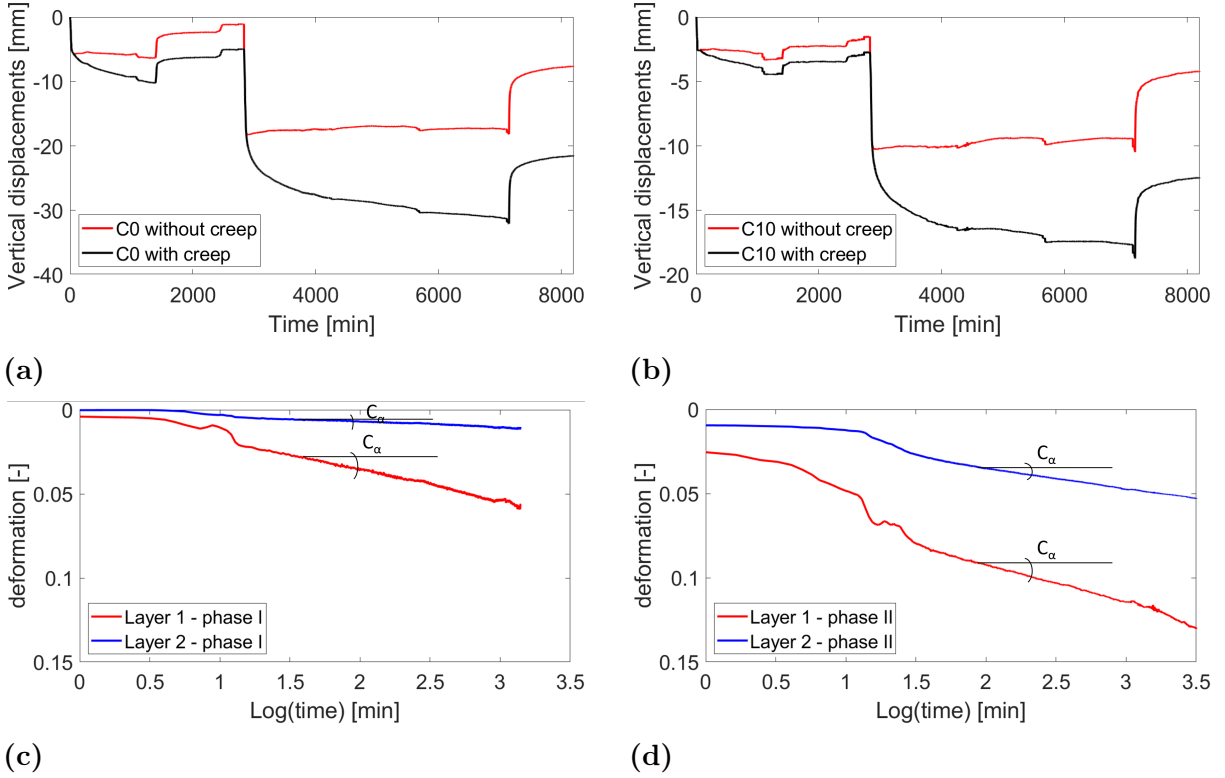 Vertical displacements [mm]
0
-10
-20
-30
-40
C0 without creep
C0 with creep
0
2000
4000
6000
8000
Time [min]
(a)
Vertical displacements [mm]
0
-5
-10
-15
-20
C10 without creep
C10 with creep
0
2000
4000
6000
8000
Time [min]
(b)
deformation [-]
0
0.05
0.1
0.15
Cα
Cα
Layer 1 - phase I
Layer 2 - phase I
0
0.5
1
1.5
2
2.5
3
3.5
Log(time) [min]
(c)
deformation [-]
0
0.05
0.1
0.15
Cα
Cα
Layer 1 - phase II
Layer 2 - phase II
0
0.5
1
1.5
2
2.5
3
3.5
Log(time) [min]
(d)